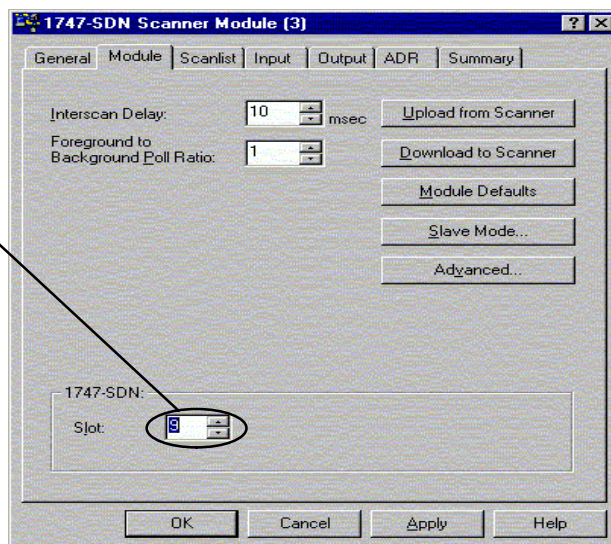 1747-SDN Scanner Module (3)
General Module Scanlist Input Output ADR Summary
Interscan Delay: 10 msec Upload from Scanner
Foreground to
Background Poll Ratio: 1 Download to Scanner
Module Defaults
Slave Mode...
Advanced...
1747-SDN:
Slot: 9
OK Cancel Apply Help